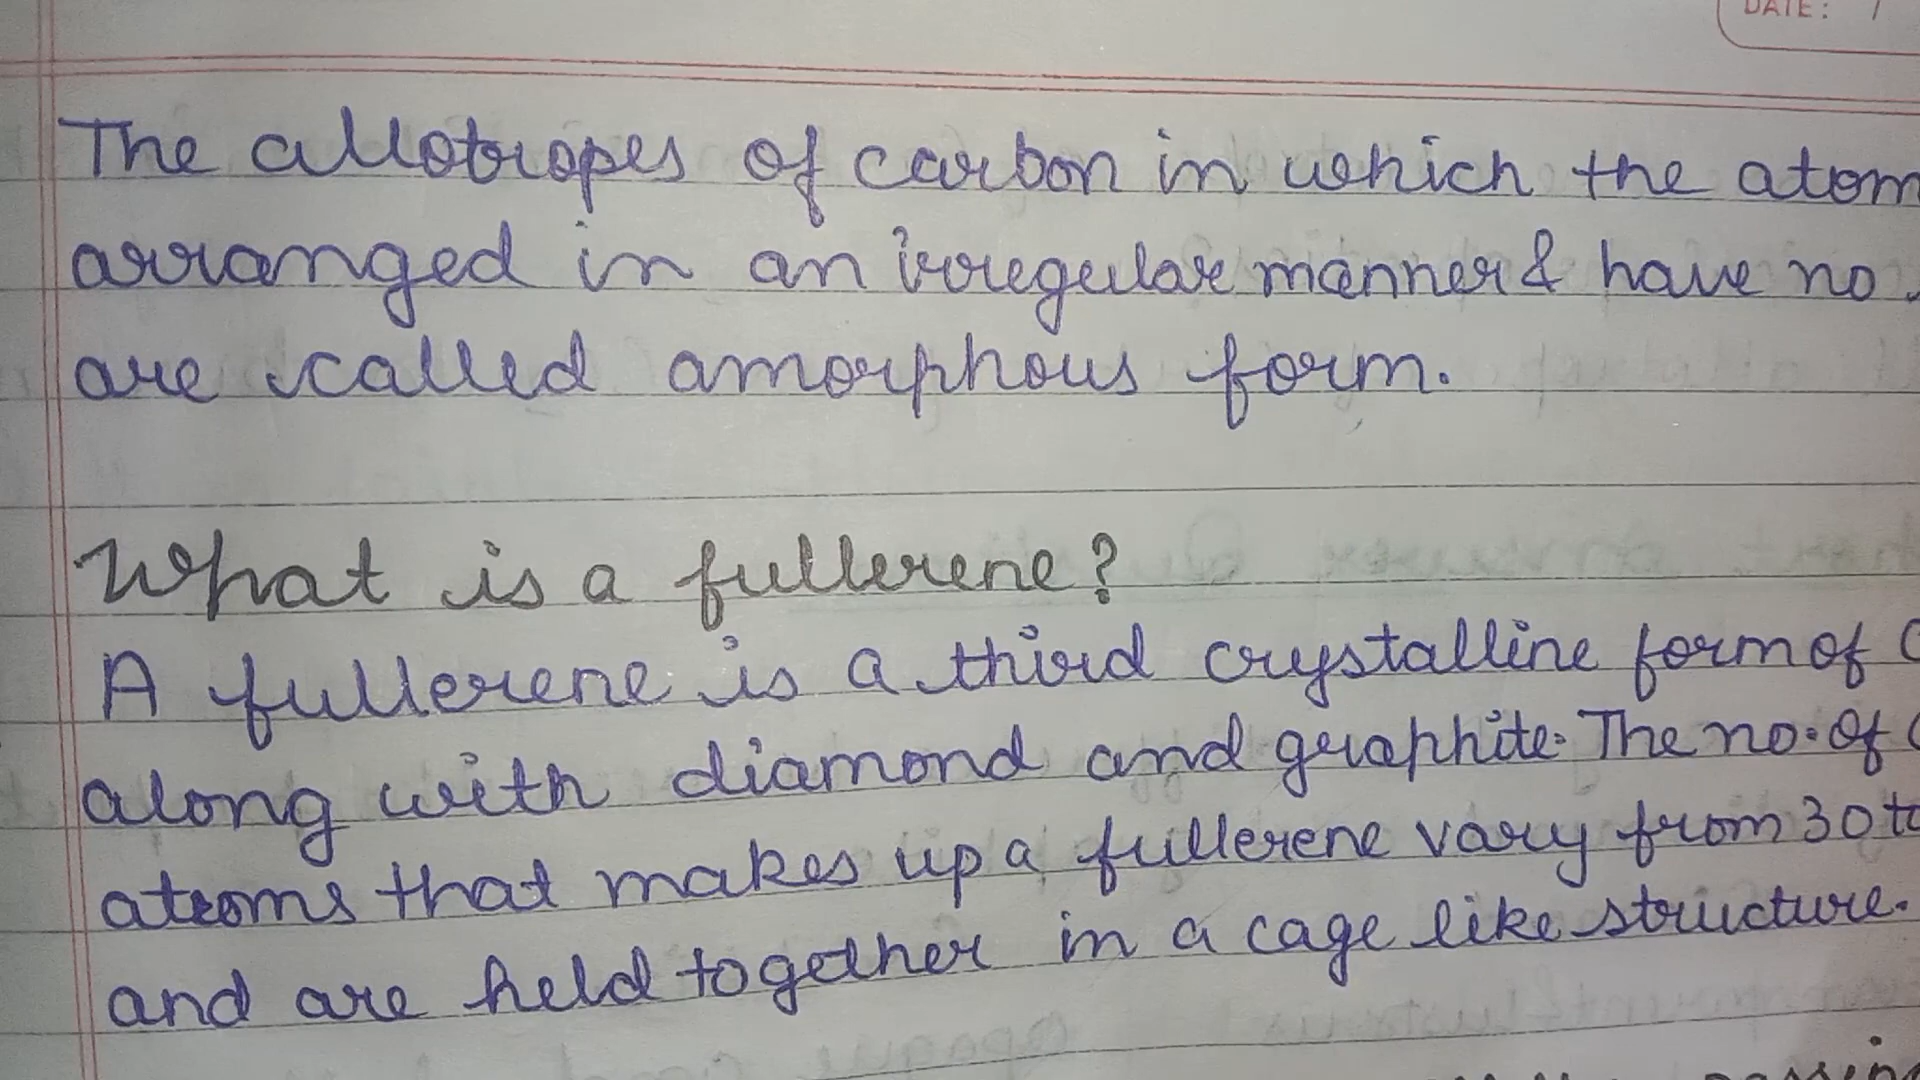 DATE: /
The allotropes of carbon in which the atom
arranged in an irregular manner & have no
are called amorphous form.
What is a fullerene?
A fullerene is a third crystalline form of C
along with diamond and graphite. The no. of C
atoms that makes up a fullerene vary from 30 to
and are held together in a cage like structure.